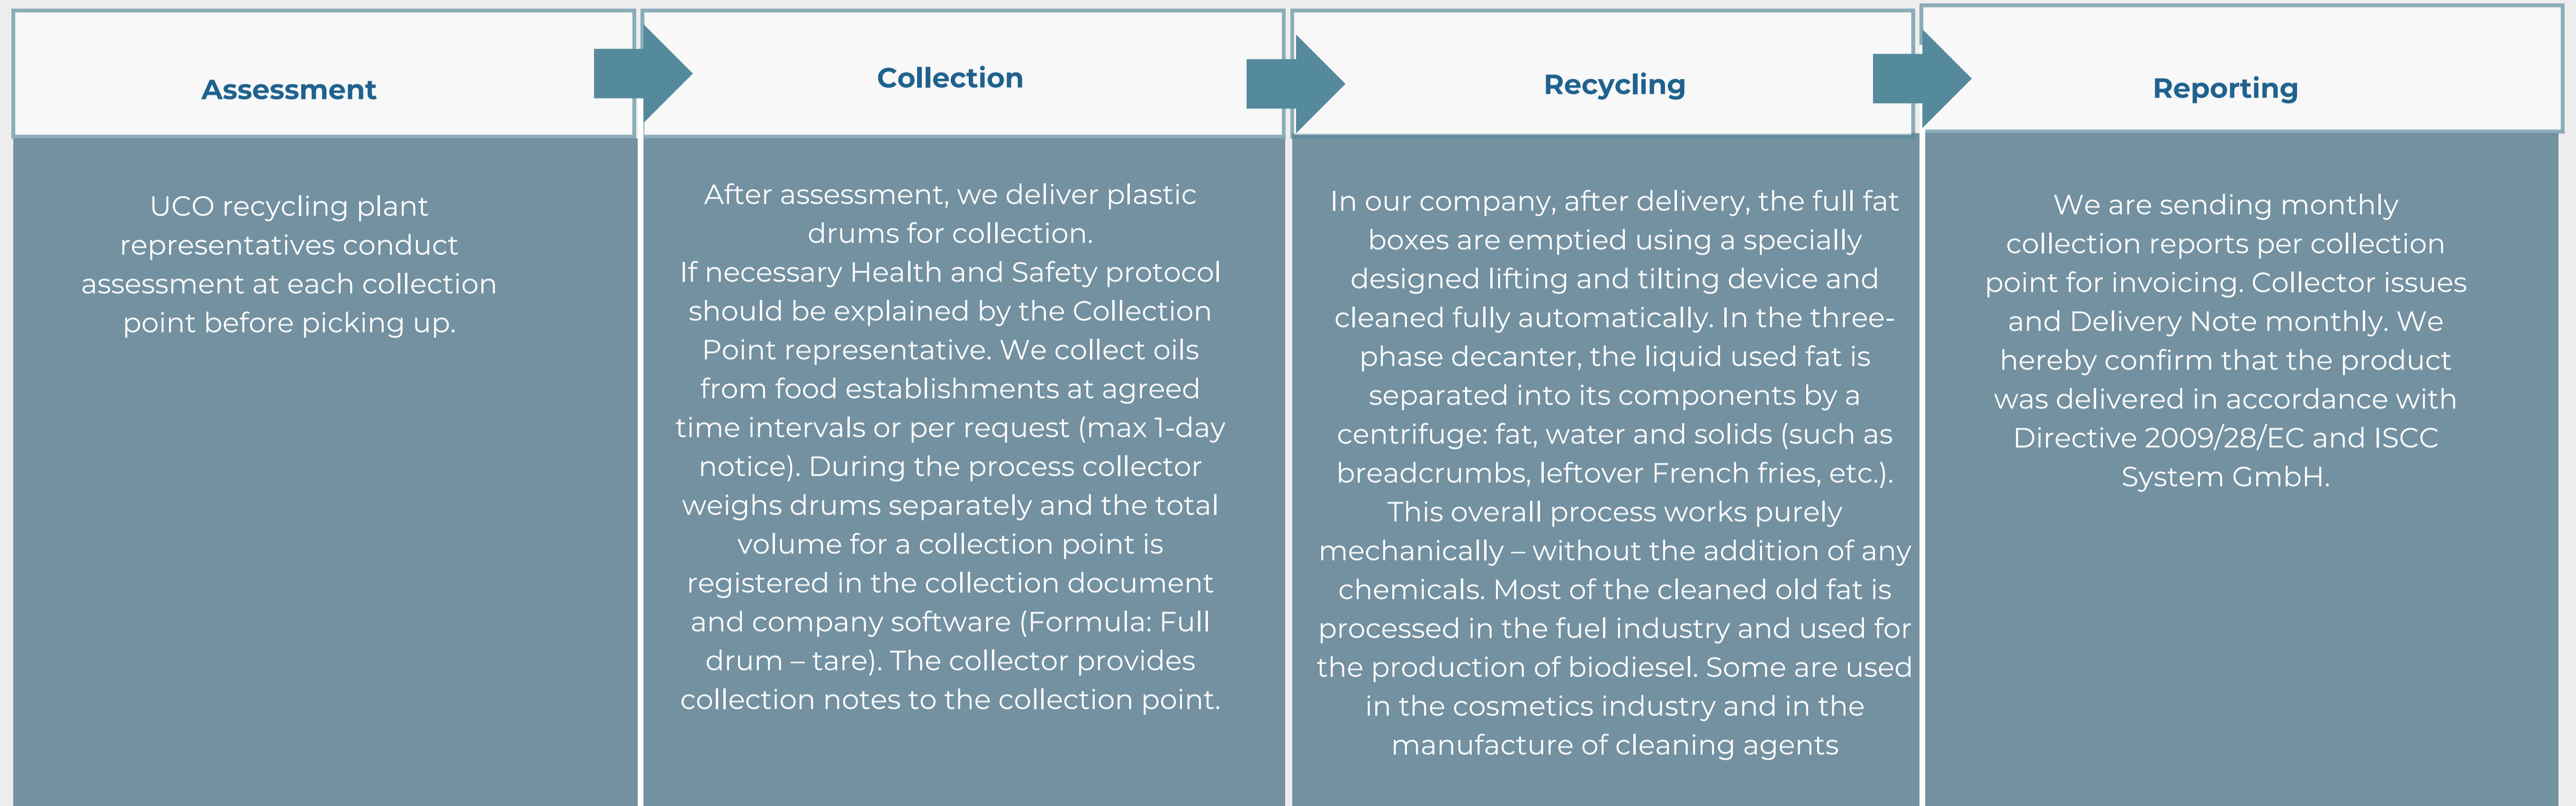 Assessment
UCO recycling plant
representatives conduct
assessment at each collection
point before picking up.
Collection
After assessment, we deliver plastic
drums for collection.
If necessary Health and Safety protocol
should be explained by the Collection
Point representative. We collect oils
from food establishments at agreed
time intervals or per request (max 1-day
notice). During the process collector
weighs drums separately and the total
volume for a collection point is
registered in the collection document
and company software (Formula: Full
drum – tare). The collector provides
collection notes to the collection point.
Recycling
In our company, after delivery, the full fat
boxes are emptied using a specially
designed lifting and tilting device and
cleaned fully automatically. In the three-
phase decanter, the liquid used fat is
separated into its components by a
centrifuge: fat, water and solids (such as
breadcrumbs, leftover French fries, etc.).
This overall process works purely
mechanically – without the addition of any
chemicals. Most of the cleaned old fat is
processed in the fuel industry and used for
the production of biodiesel. Some are used
in the cosmetics industry and in the
manufacture of cleaning agents
Reporting
We are sending monthly
collection reports per collection
point for invoicing. Collector issues
and Delivery Note monthly. We
hereby confirm that the product
was delivered in accordance with
Directive 2009/28/EC and ISCC
System GmbH.